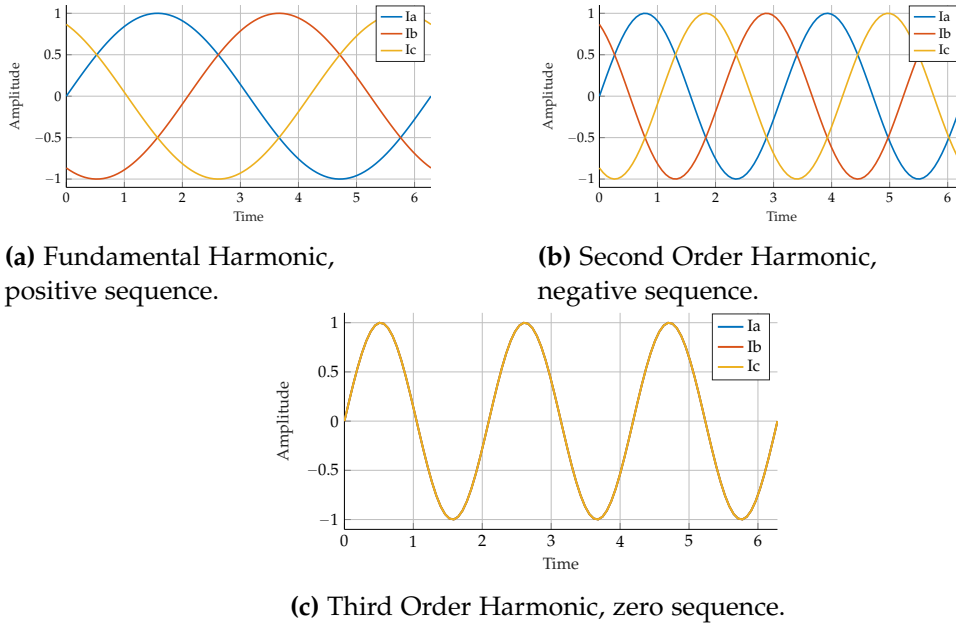 1
0.5
0
−0.5
−1
0 1 2 3 4 5 6
Time
Amplitude
Ia
Ib
Ic
(a) Fundamental Harmonic,
positive sequence.
1
0.5
0
−0.5
−1
0 1 2 3 4 5 6
Time
Amplitude
Ia
Ib
Ic
(b) Second Order Harmonic,
negative sequence.
1
0.5
0
−0.5
−1
0 1 2 3 4 5 6
Time
Amplitude
Ia
Ib
Ic
(c) Third Order Harmonic, zero sequence.